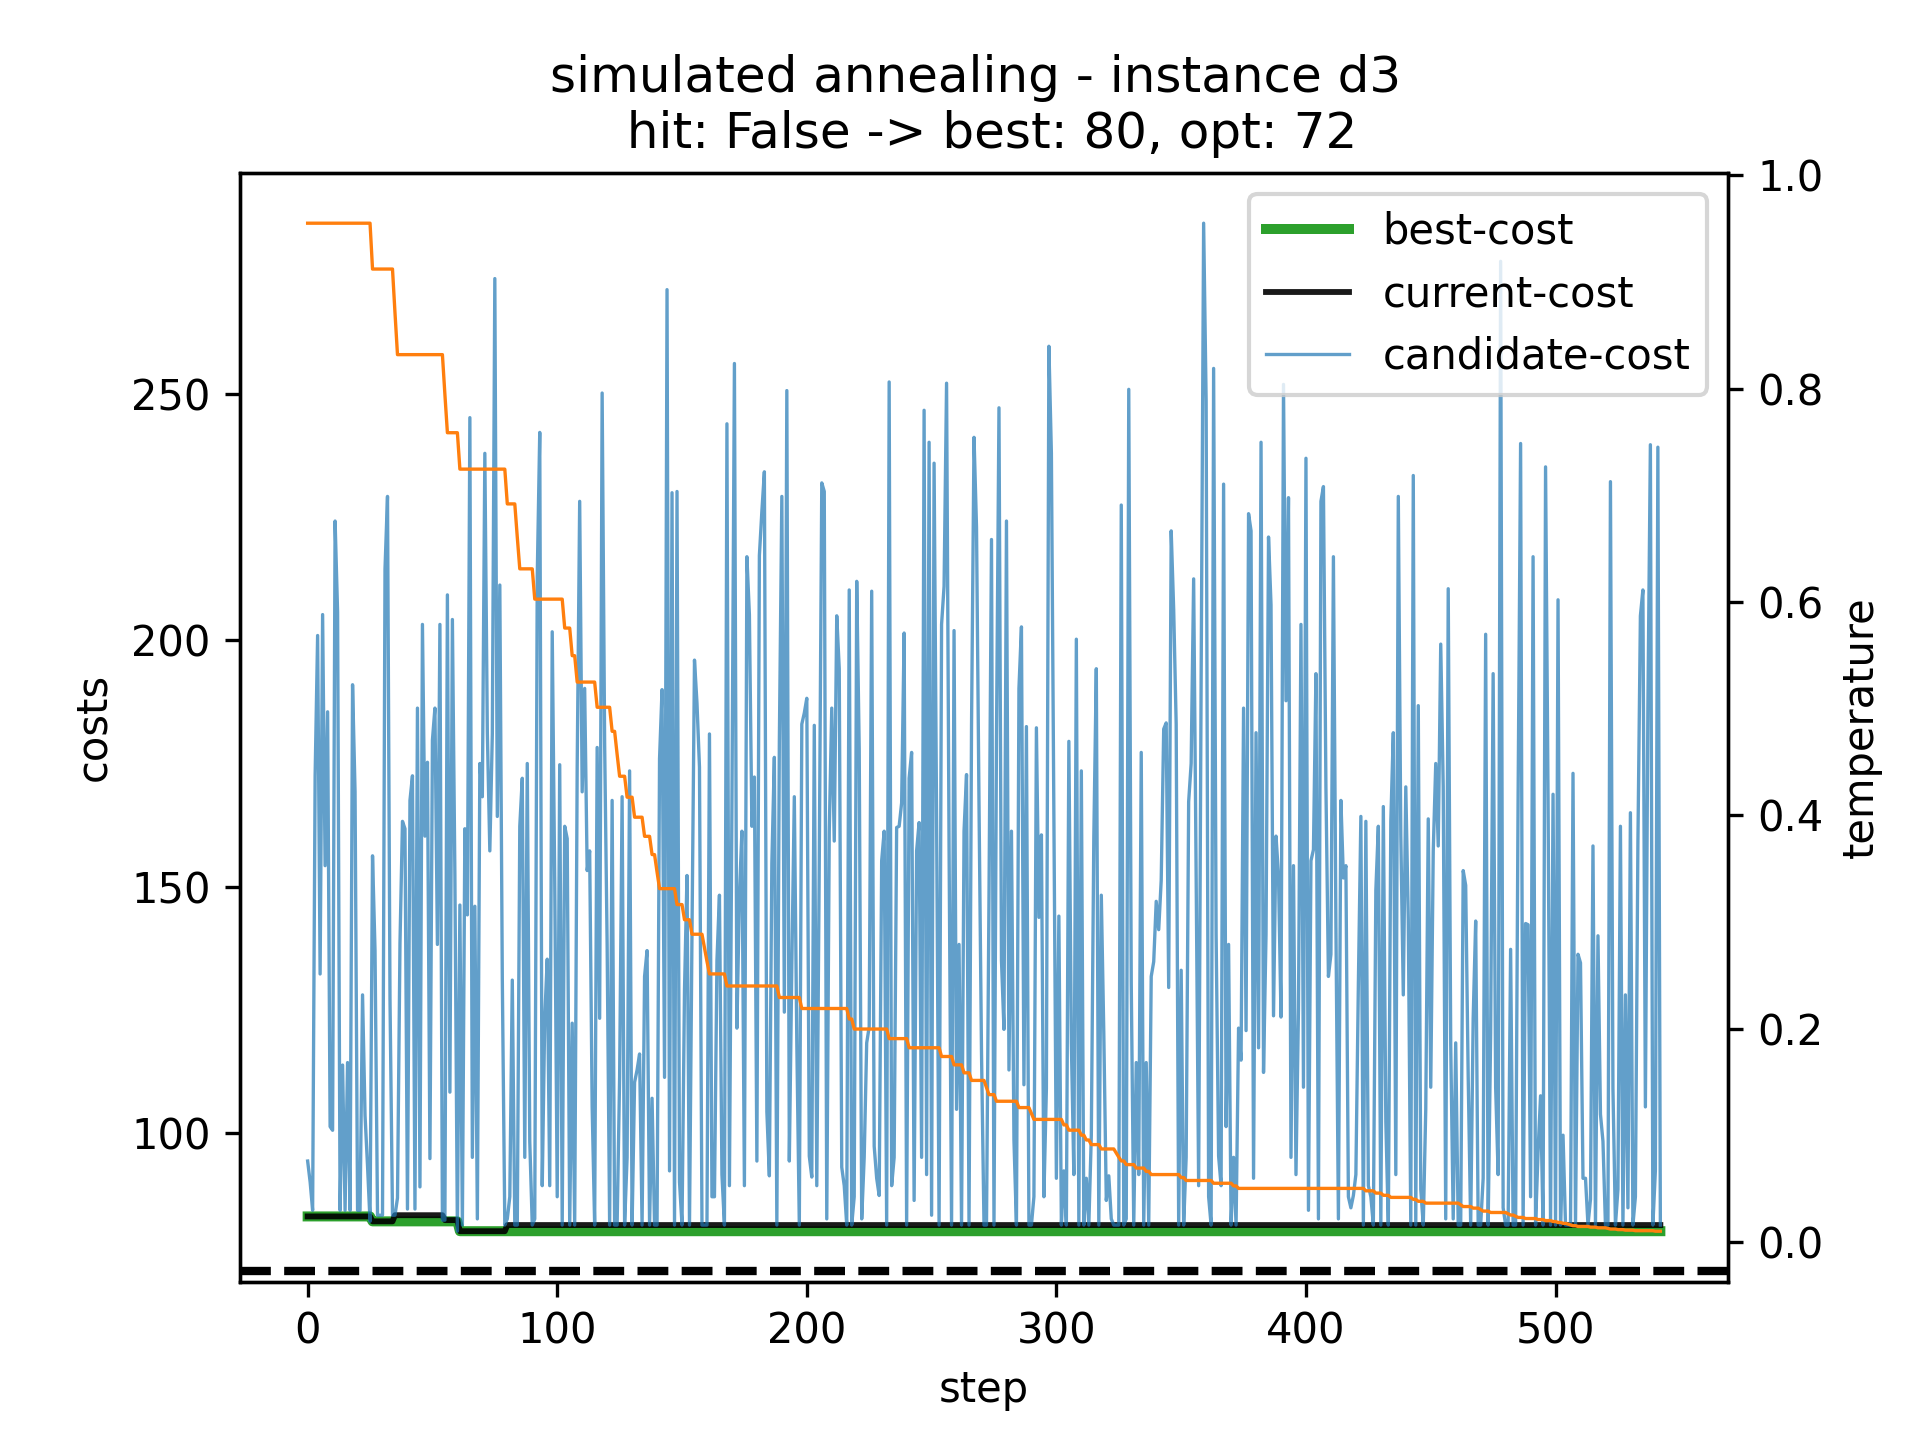 simulated annealing - instance d3
hit: False -> best: 80, opt: 72
best-cost
current-cost
candidate-cost
250
200
150
100
costs
1.0
0.8
0.6
0.4
0.2
0.0
temperature
0 100 200 300 400 500
step